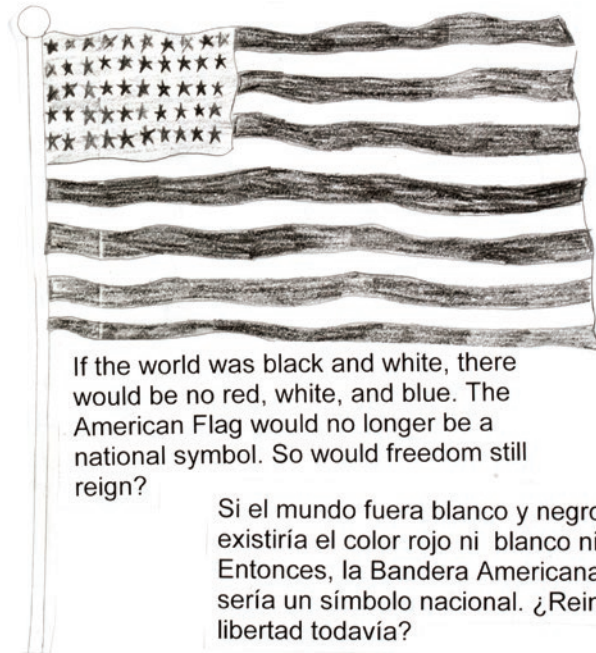 If the world was black and white, there
would be no red, white, and blue. The
American Flag would no longer be a
national symbol. So would freedom still
reign?
Si el mundo fuera blanco y negro
existiría el color rojo ni blanco ni
Entonces, la Bandera Americana
sería un símbolo nacional. ¿Rein
libertad todavía?